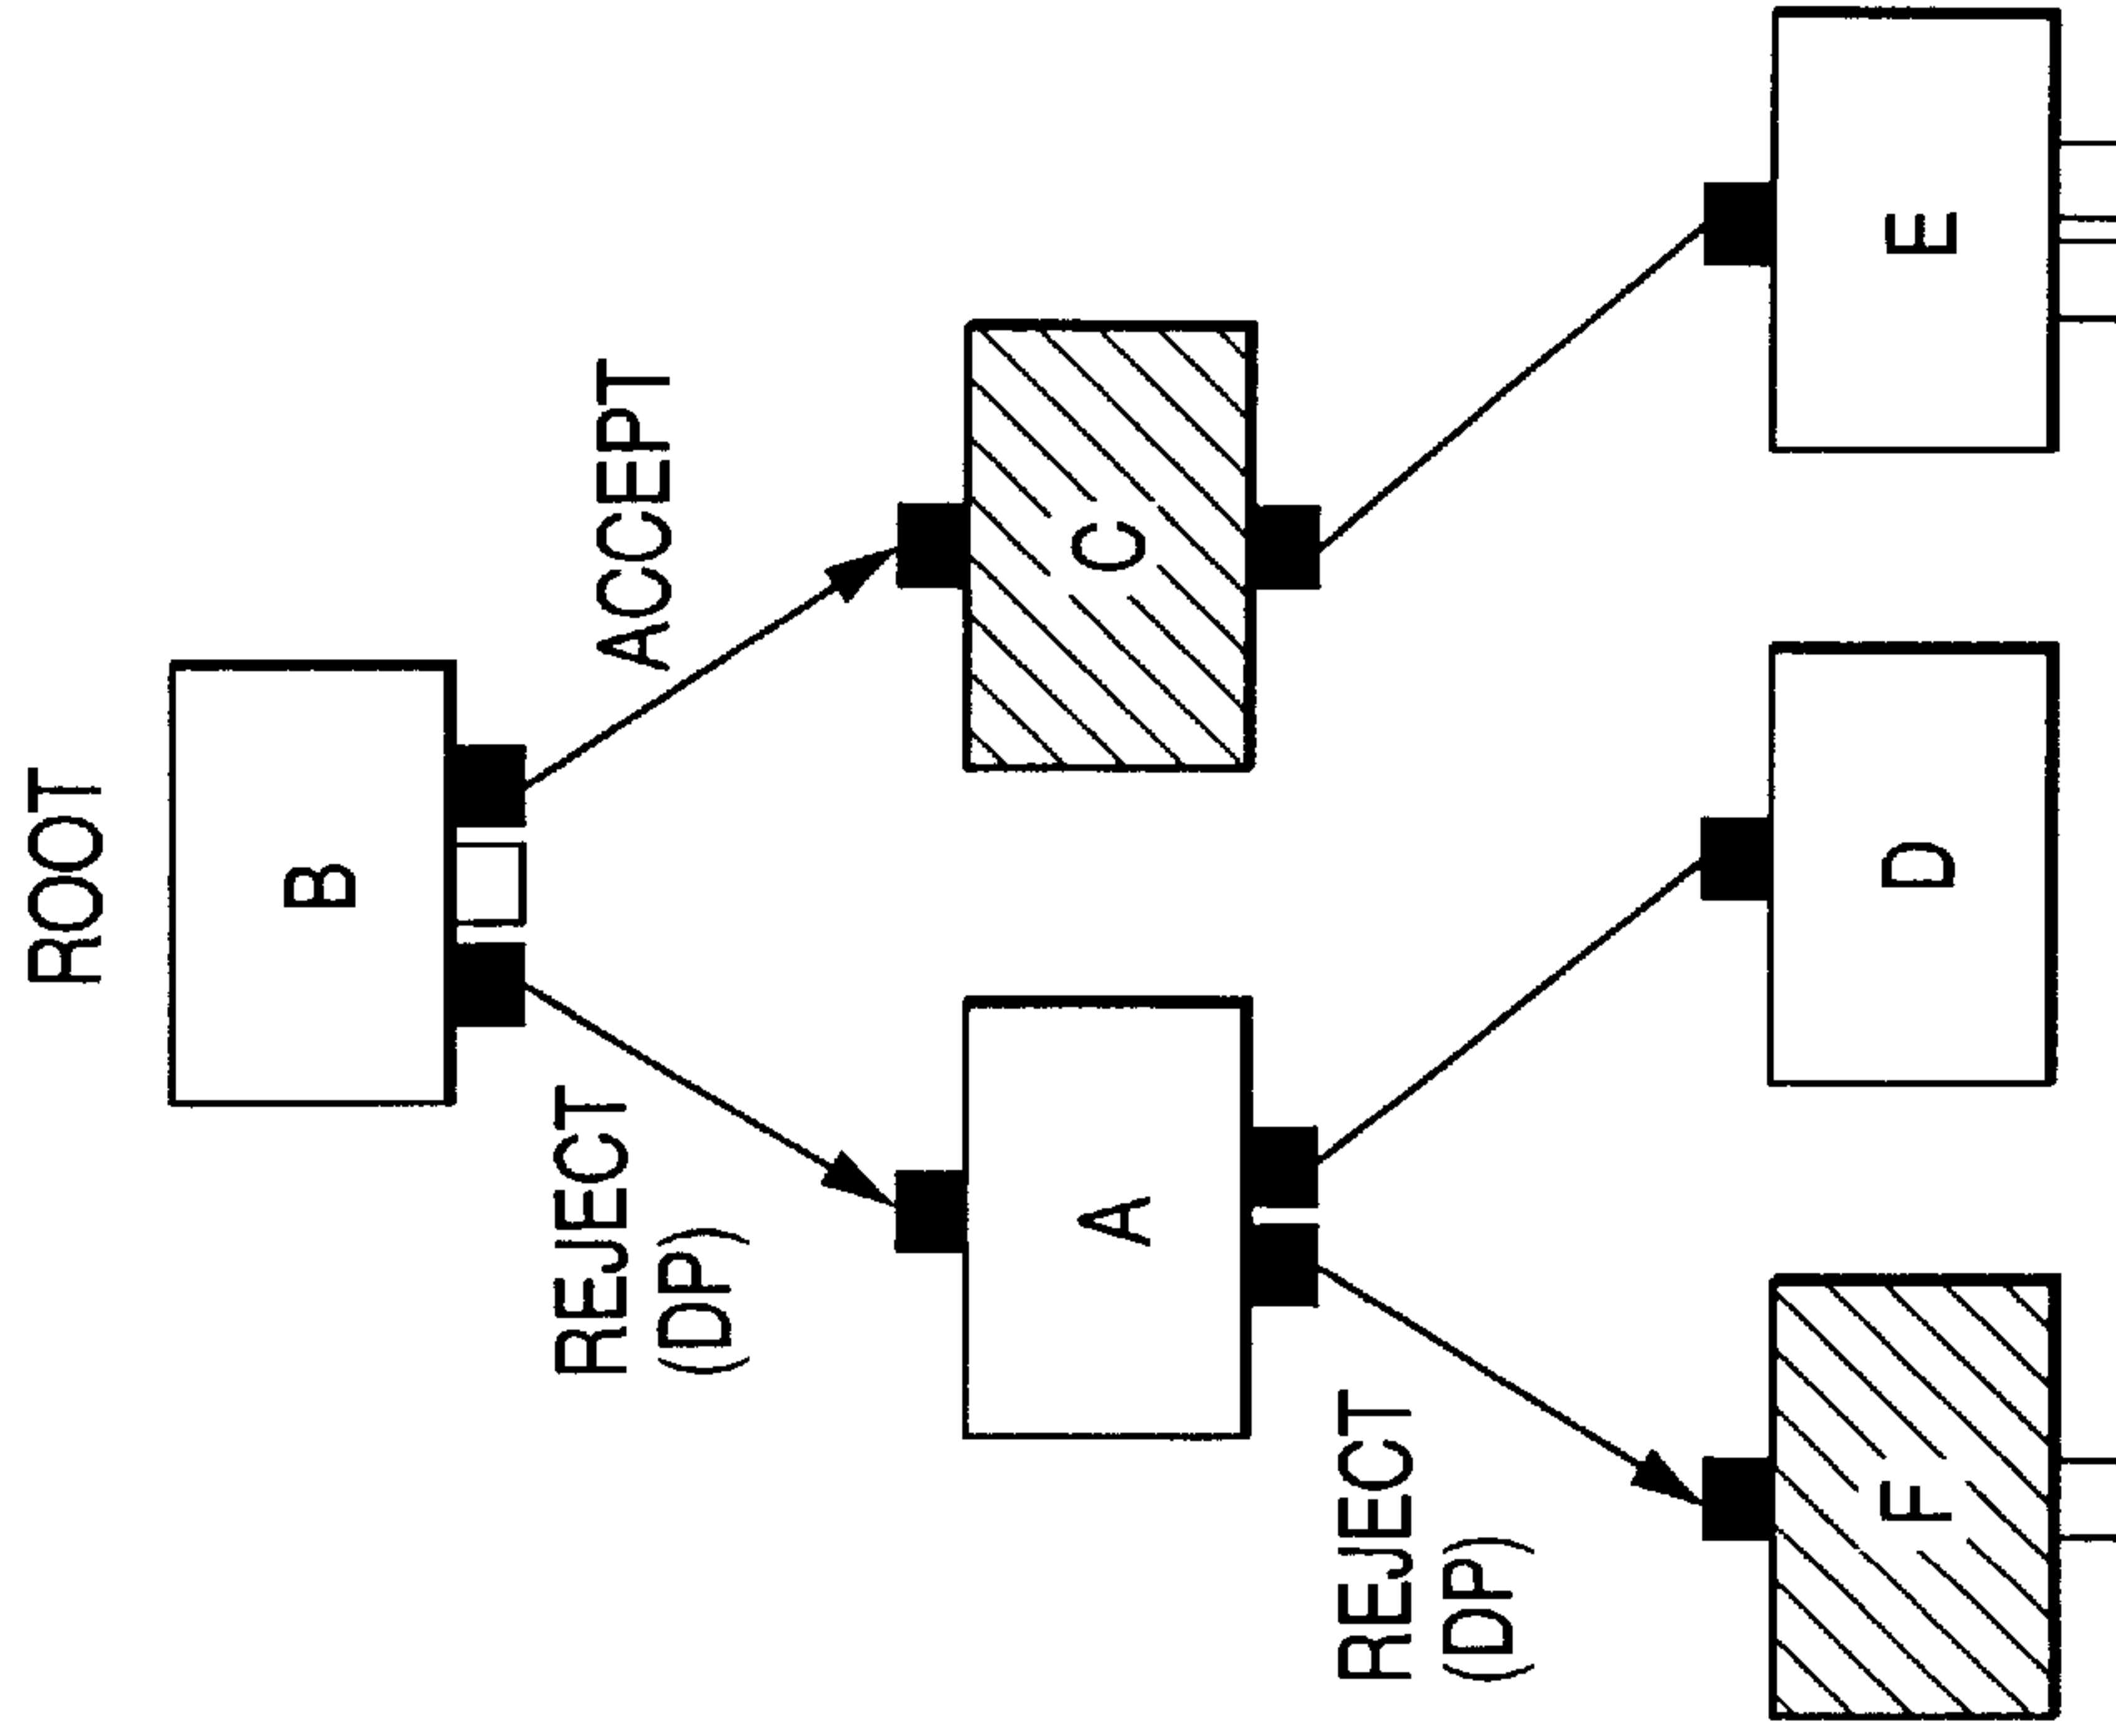 ROOT
B
ACCEPT
REJECT
(DP)
C
A
REJECT
(DP)
E
D
F